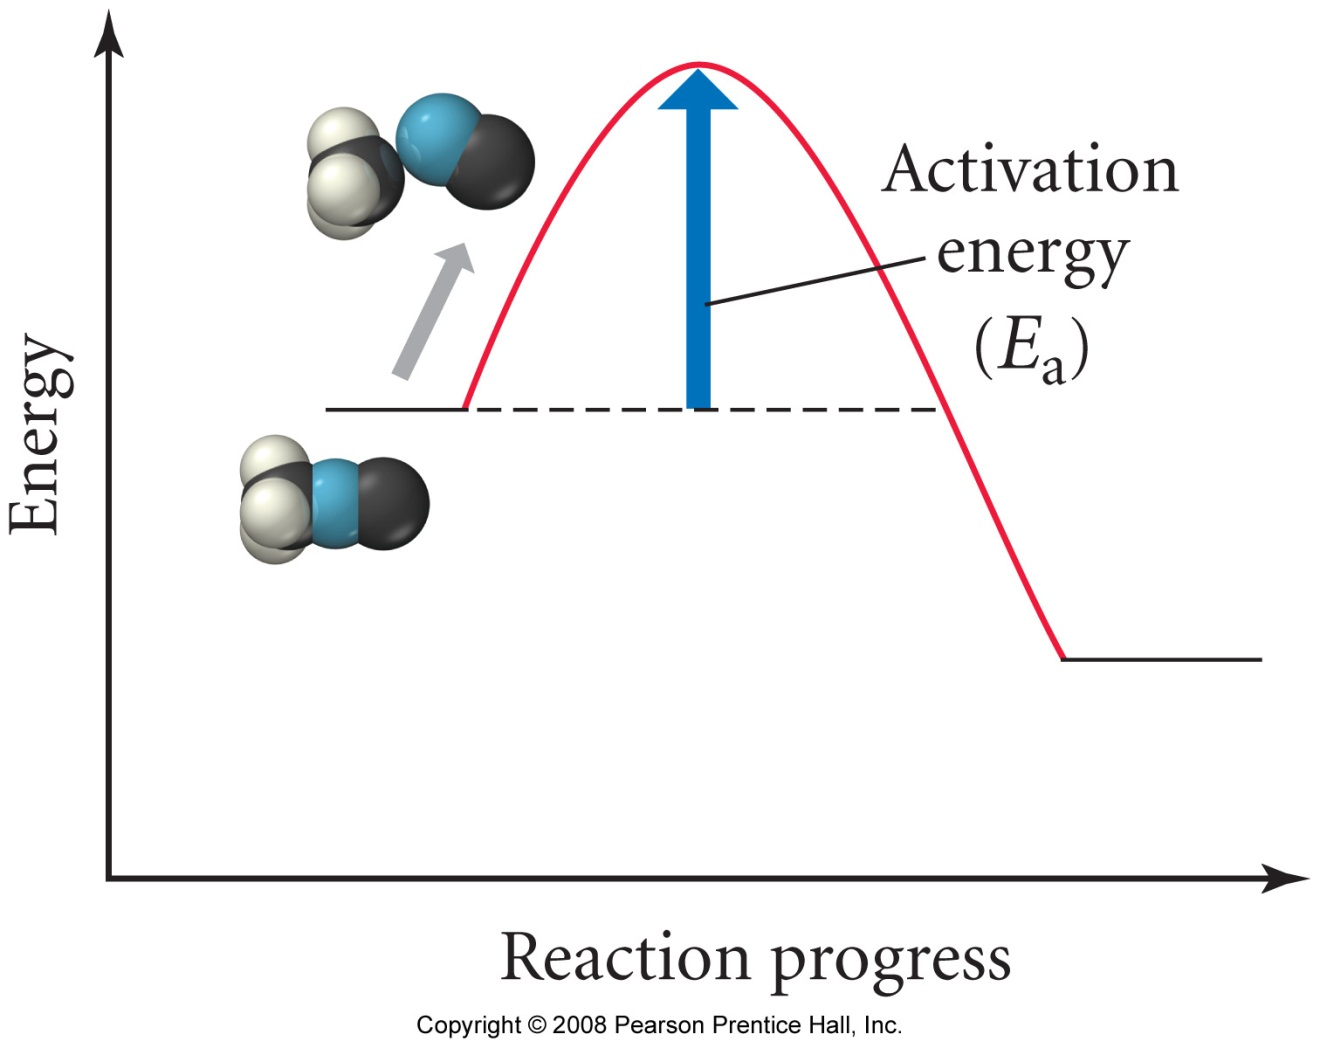 Activation
energy
(Ea)
Energy
Reaction progress
Copyright © 2008 Pearson Prentice Hall, Inc.